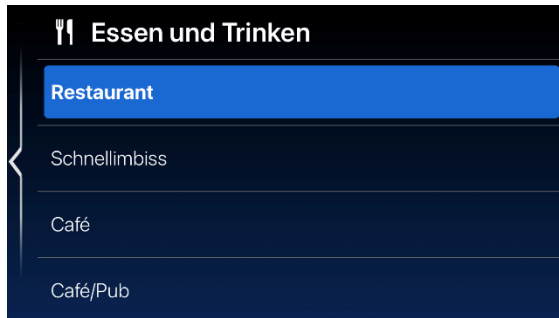 Essen und Trinken
Restaurant
Schnellimbiss
Café
Café/Pub